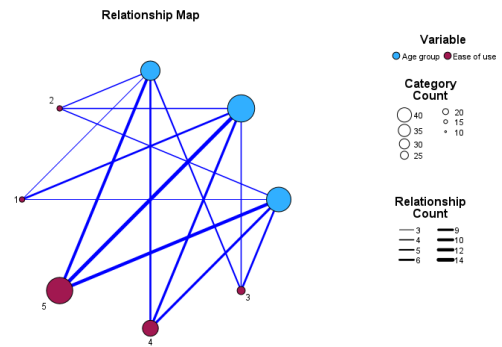 Relationship Map
2
1
5
4
3
Variable
Age group Ease of use
Category
Count
40 20
35 15
30 10
25
Relationship
Count
3 9
4 10
5 12
6 14